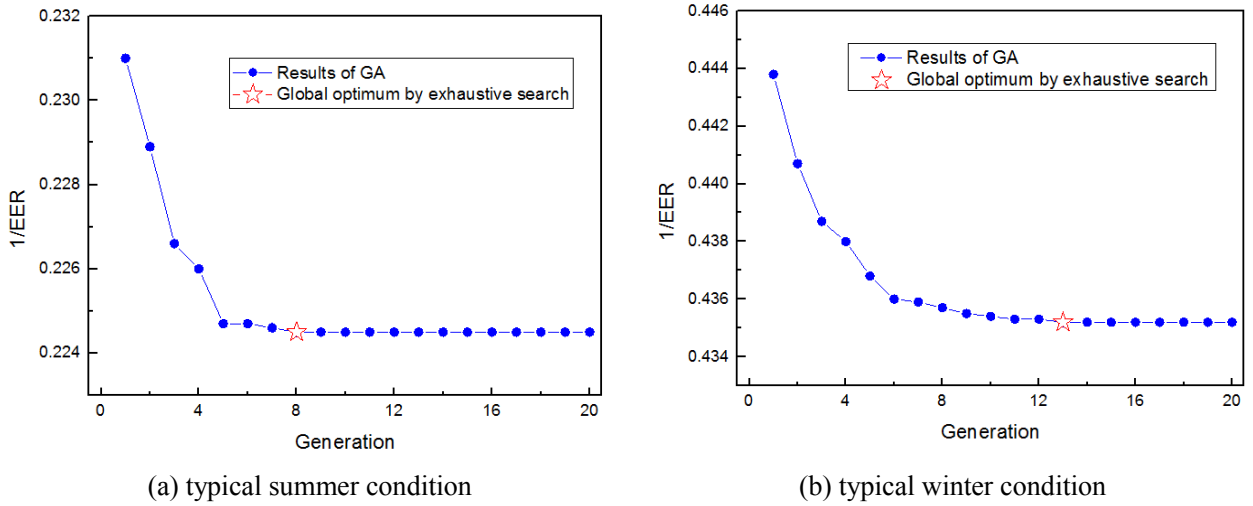 0.232
0.230
0.228
0.226
0.224
1/EER
Results of GA
Global optimum by exhaustive search
0 4 8 12 16 20
Generation
(a) typical summer condition
0.446
0.444
0.442
0.440
0.438
0.436
0.434
1/EER
Results of GA
Global optimum by exhaustive search
0 4 8 12 16 20
Generation
(b) typical winter condition